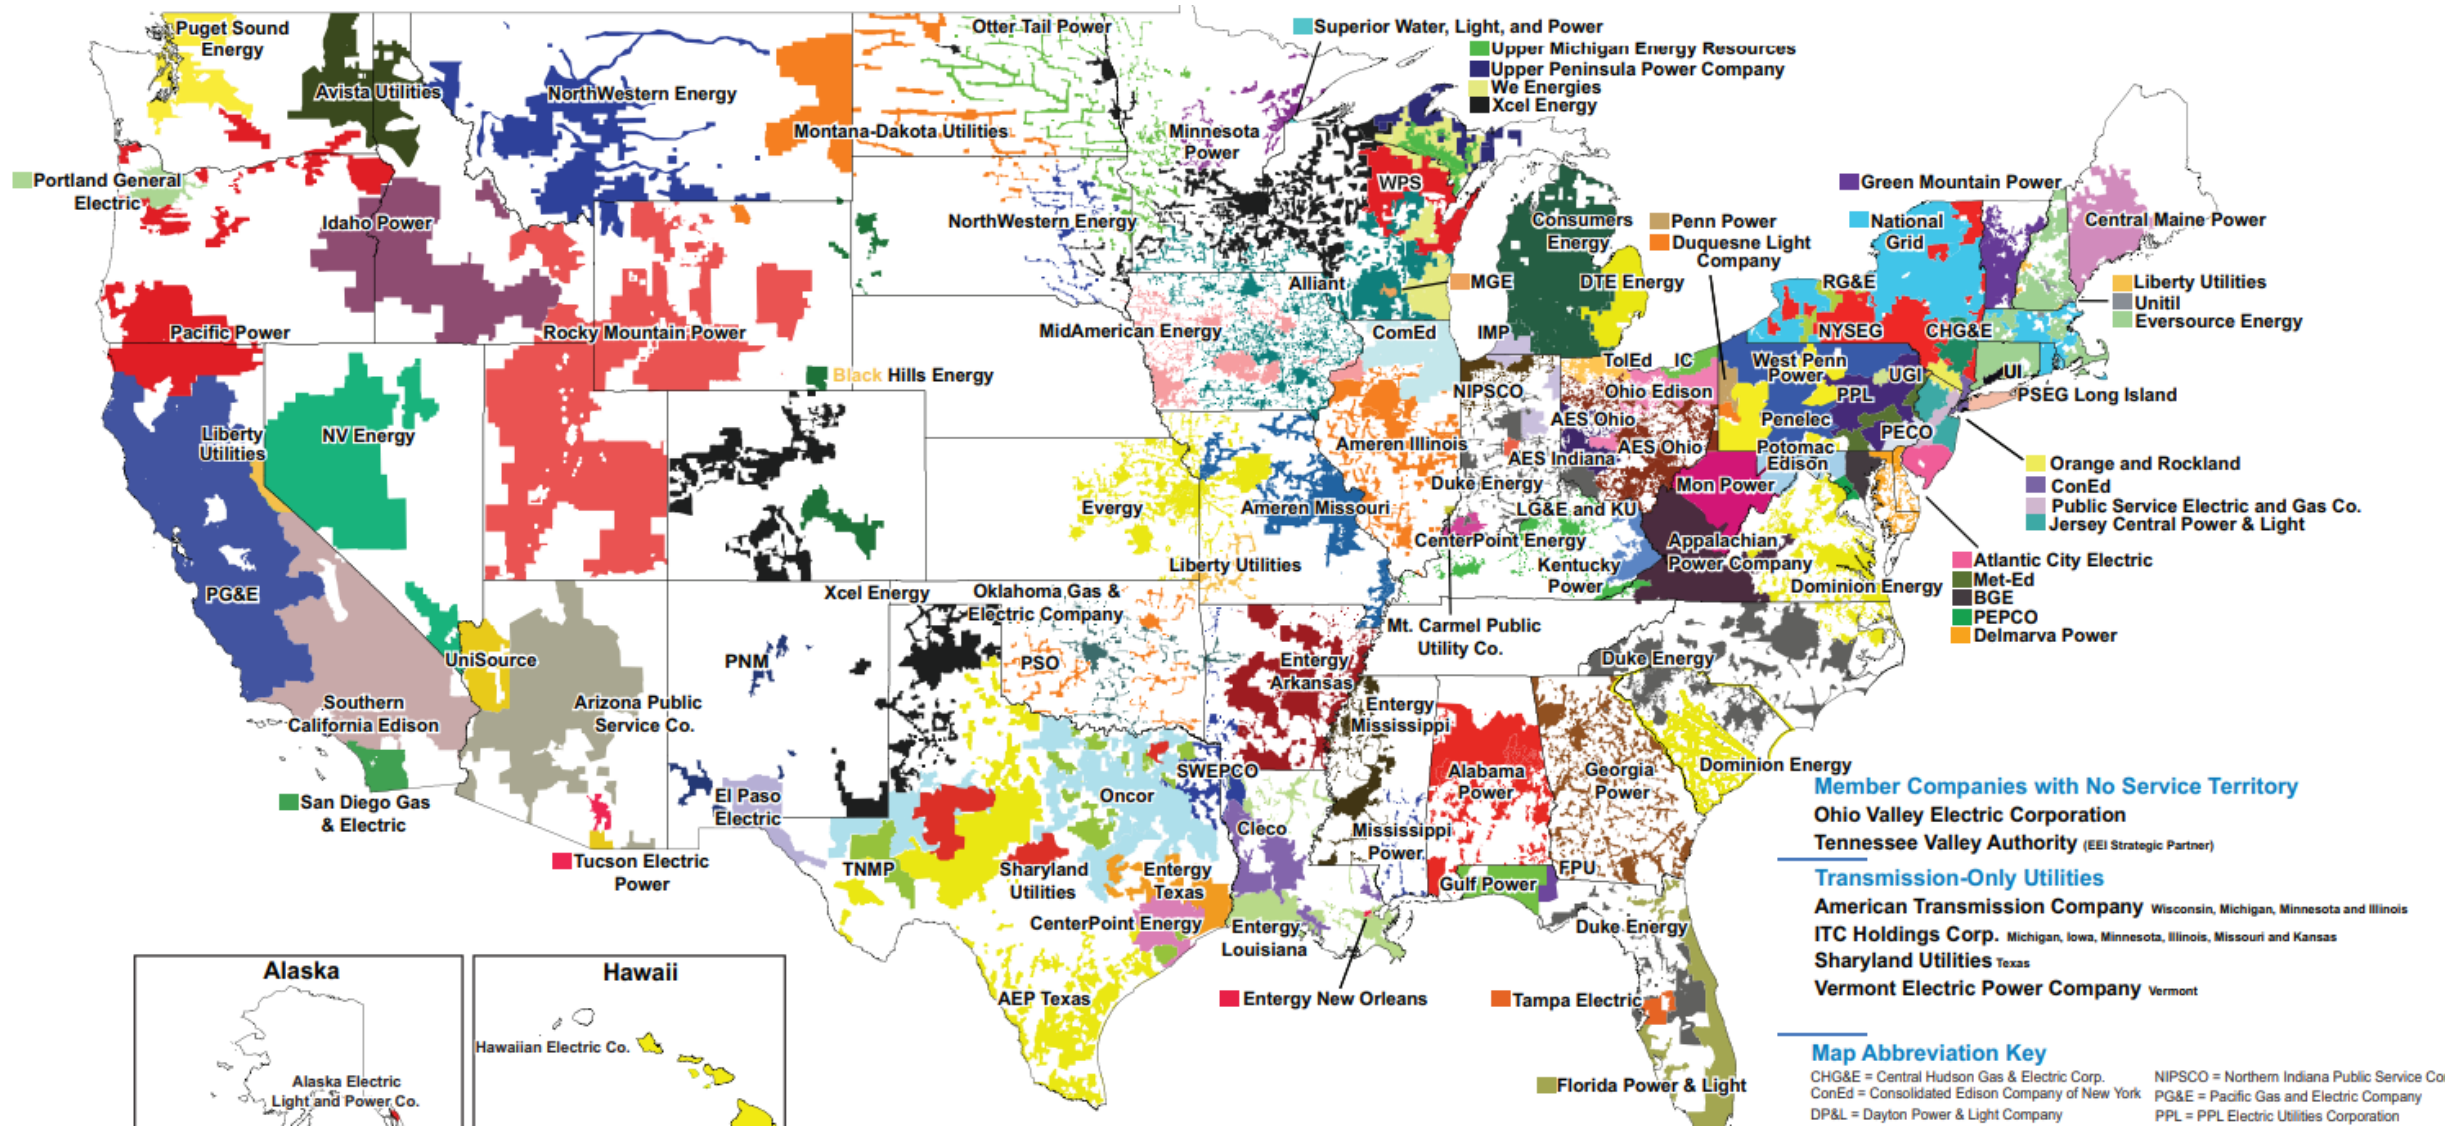 Puget Sound
Energy
Otter Tail Power
Superior Water, Light, and Power
Upper Michigan Energy Resources
Upper Peninsula Power Company
We Energies
Xcel Energy
Avista Utilities
NorthWestern Energy
Montana-Dakota Utilities
Minnesota
Power
Portland General
Electric
Idaho Power
NorthWestern Energy
WPS
Consumers
Energy
Penn Power
Duquesne Light
Company
Green Mountain Power
National
Grid
Central Maine Power
Alliant
MGE
DTE Energy
RG&E
Liberty Utilities
Unitil
Eversource Energy
Pacific Power
Rocky Mountain Power
MidAmerican Energy
ComEd
IMP
NYSEG
CHG&E
Black Hills Energy
TolEd
IC
West Penn
Power
UGI
UI
NIPSCO
Ohio Edison
PPL
PSEG Long Island
Liberty
Utilities
NV Energy
Ameren Illinois
AES Ohio
AES Indiana
AES Ohio
Penelec
PECO
Potomac
Edison
Orange and Rockland
ConEd
Public Service Electric and Gas Co.
Jersey Central Power & Light
Duke Energy
Mon Power
Evergy
Ameren Missouri
LG&E and KU
CenterPoint Energy
Appalachian
Power Company
Kentucky
Power
Liberty Utilities
Dominion Energy
Atlantic City Electric
Met-Ed
BGE
PEPCO
Delmarva Power
PG&E
Xcel Energy
Oklahoma Gas &
Electric Company
Mt. Carmel Public
Utility Co.
UniSource
PNM
PSO
Entergy
Arkansas
Duke Energy
Southern
California Edison
Arizona Public
Service Co.
Entergy
Mississippi
SWEPCO
Alabama
Power
Georgia
Power
Dominion Energy
San Diego Gas
& Electric
El Paso
Electric
Oncor
Cleco
Mississippi
Power
Tucson Electric
Power
TNMP
Sharyland
Utilities
Entergy
Texas
Gulf Power
FPU
CenterPoint Energy
Entergy
Louisiana
Duke Energy
AEP Texas
Entergy New Orleans
Tampa Electric
Florida Power & Light
Member Companies with No Service Territory
Ohio Valley Electric Corporation
Tennessee Valley Authority (EEI Strategic Partner)
Transmission-Only Utilities
American Transmission Company Wisconsin, Michigan, Minnesota and Illinois
ITC Holdings Corp. Michigan, Iowa, Minnesota, Illinois, Missouri and Kansas
Sharyland Utilities Texas
Vermont Electric Power Company Vermont
Alaska
Alaska Electric
Light and Power Co.
Hawaii
Hawaiian Electric Co.
Map Abbreviation Key
CHG&E = Central Hudson Gas & Electric Corp.
ConEd = Consolidated Edison Company of New York
DP&L = Dayton Power & Light Company
NIPSCO = Northern Indiana Public Service Co
PG&E = Pacific Gas and Electric Company
PPL = PPL Electric Utilities Corporation